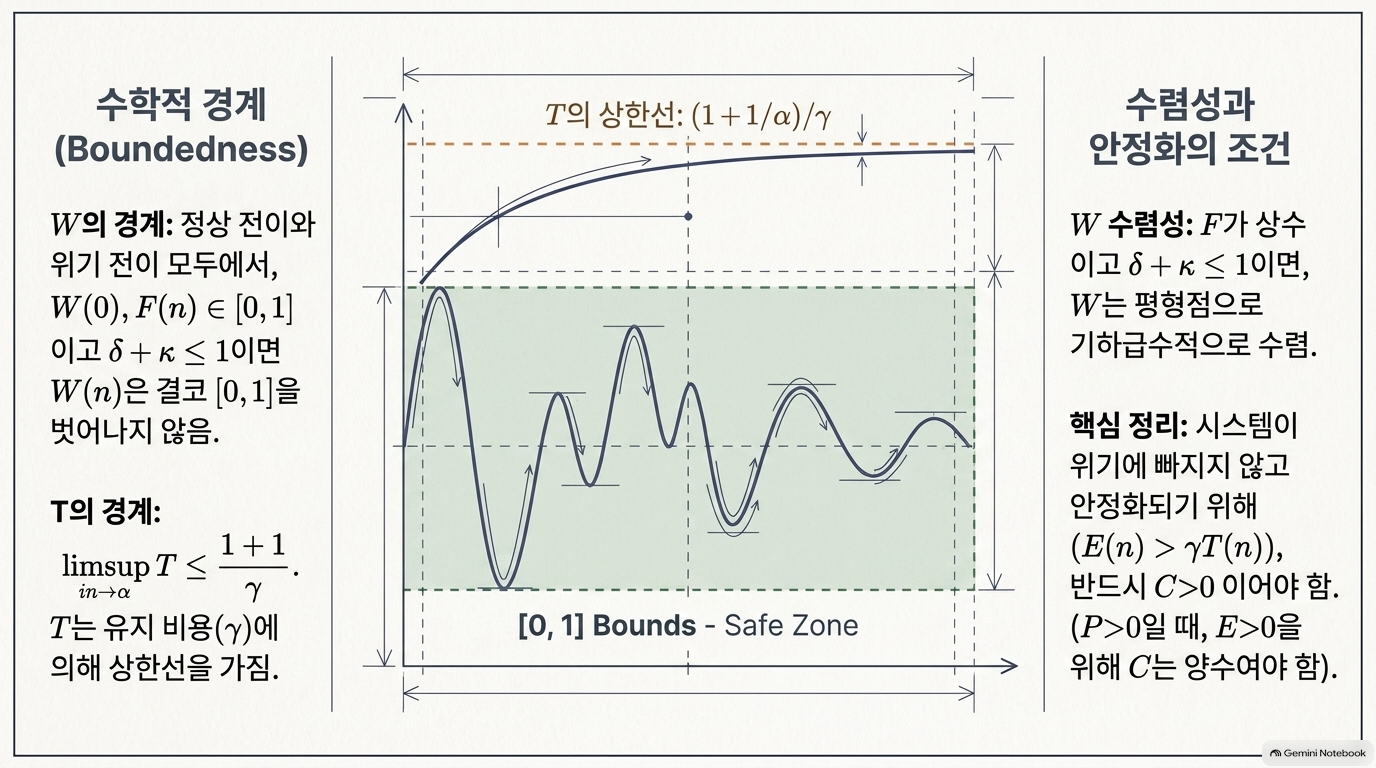 수학적 경계
(Boundedness)
W의 경계: 정상 전이와
위기 전이 모두에서,
W(0), F(n) ∈ [0, 1]
이고 δ + κ ≤ 1이면
W(n)은 결코 [0, 1]을
벗어나지 않음.
T의 경계:
limsup T ≤ (1 + 1)/γ.
in→α
T는 유지 비용(γ)에
의해 상한선을 가짐.
T의 상한선: (1 + 1/α)/γ
[0, 1] Bounds - Safe Zone
수렴성과
안정화의 조건
W 수렴성: F가 상수
이고 δ + κ ≤ 1이면,
W는 평형점으로
기하급수적으로 수렴.
핵심 정리: 시스템이
위기에 빠지지 않고
안정화되기 위해
(E(n) > γT(n)),
반드시 C>0 이어야 함.
(P>0일 때, E>0을
위해 C는 양수여야 함).
Gemini Notebook